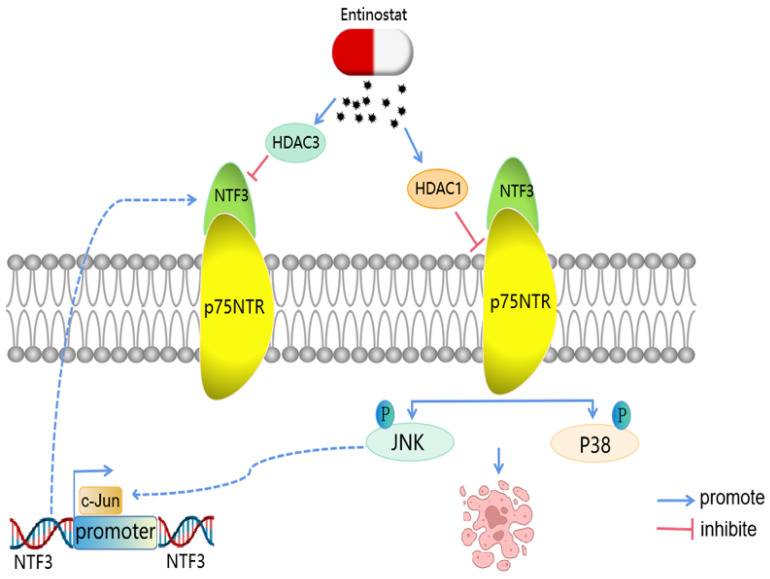 Entinostat
HDAC3
HDAC1
NTF3
NTF3
p75NTR
p75NTR
P
P
JNK
P38
c-Jun
promoter
NTF3
NTF3
promote
inhibite